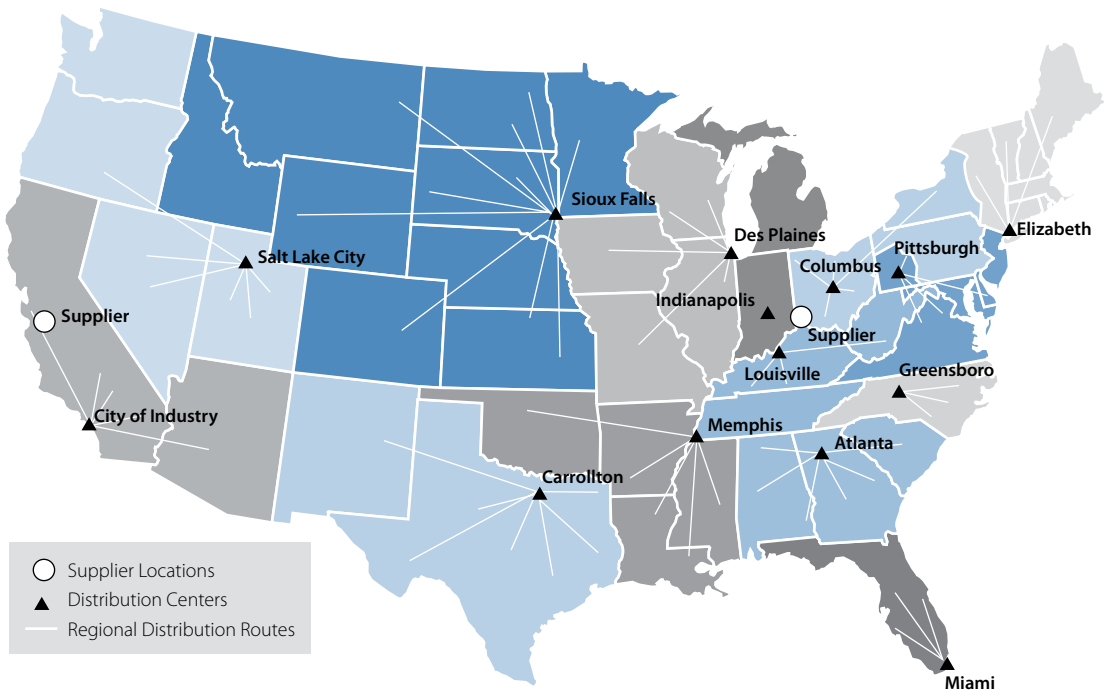 Sioux Falls
Elizabeth
Des Plaines
Pittsburgh
Salt Lake City
Columbus
Indianapolis
Supplier
Supplier
Louisville
Greensboro
City of Industry
Memphis
Atlanta
Carrollton
Supplier Locations
Distribution Centers
Regional Distribution Routes
Miami